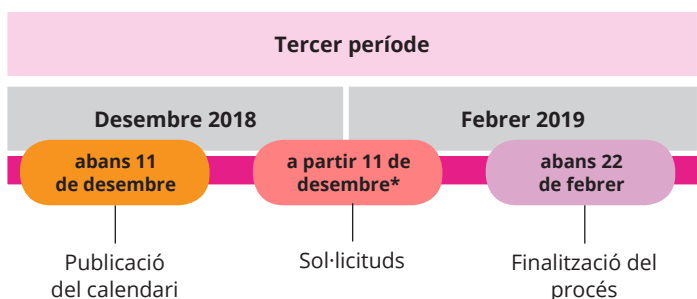 Tercer període
Desembre 2018
Febrer 2019
abans 11
de desembre
a partir 11 de
desembre*
abans 22
de febrer
Publicació
del calendari
Sol·licituds
Finalització del
procés